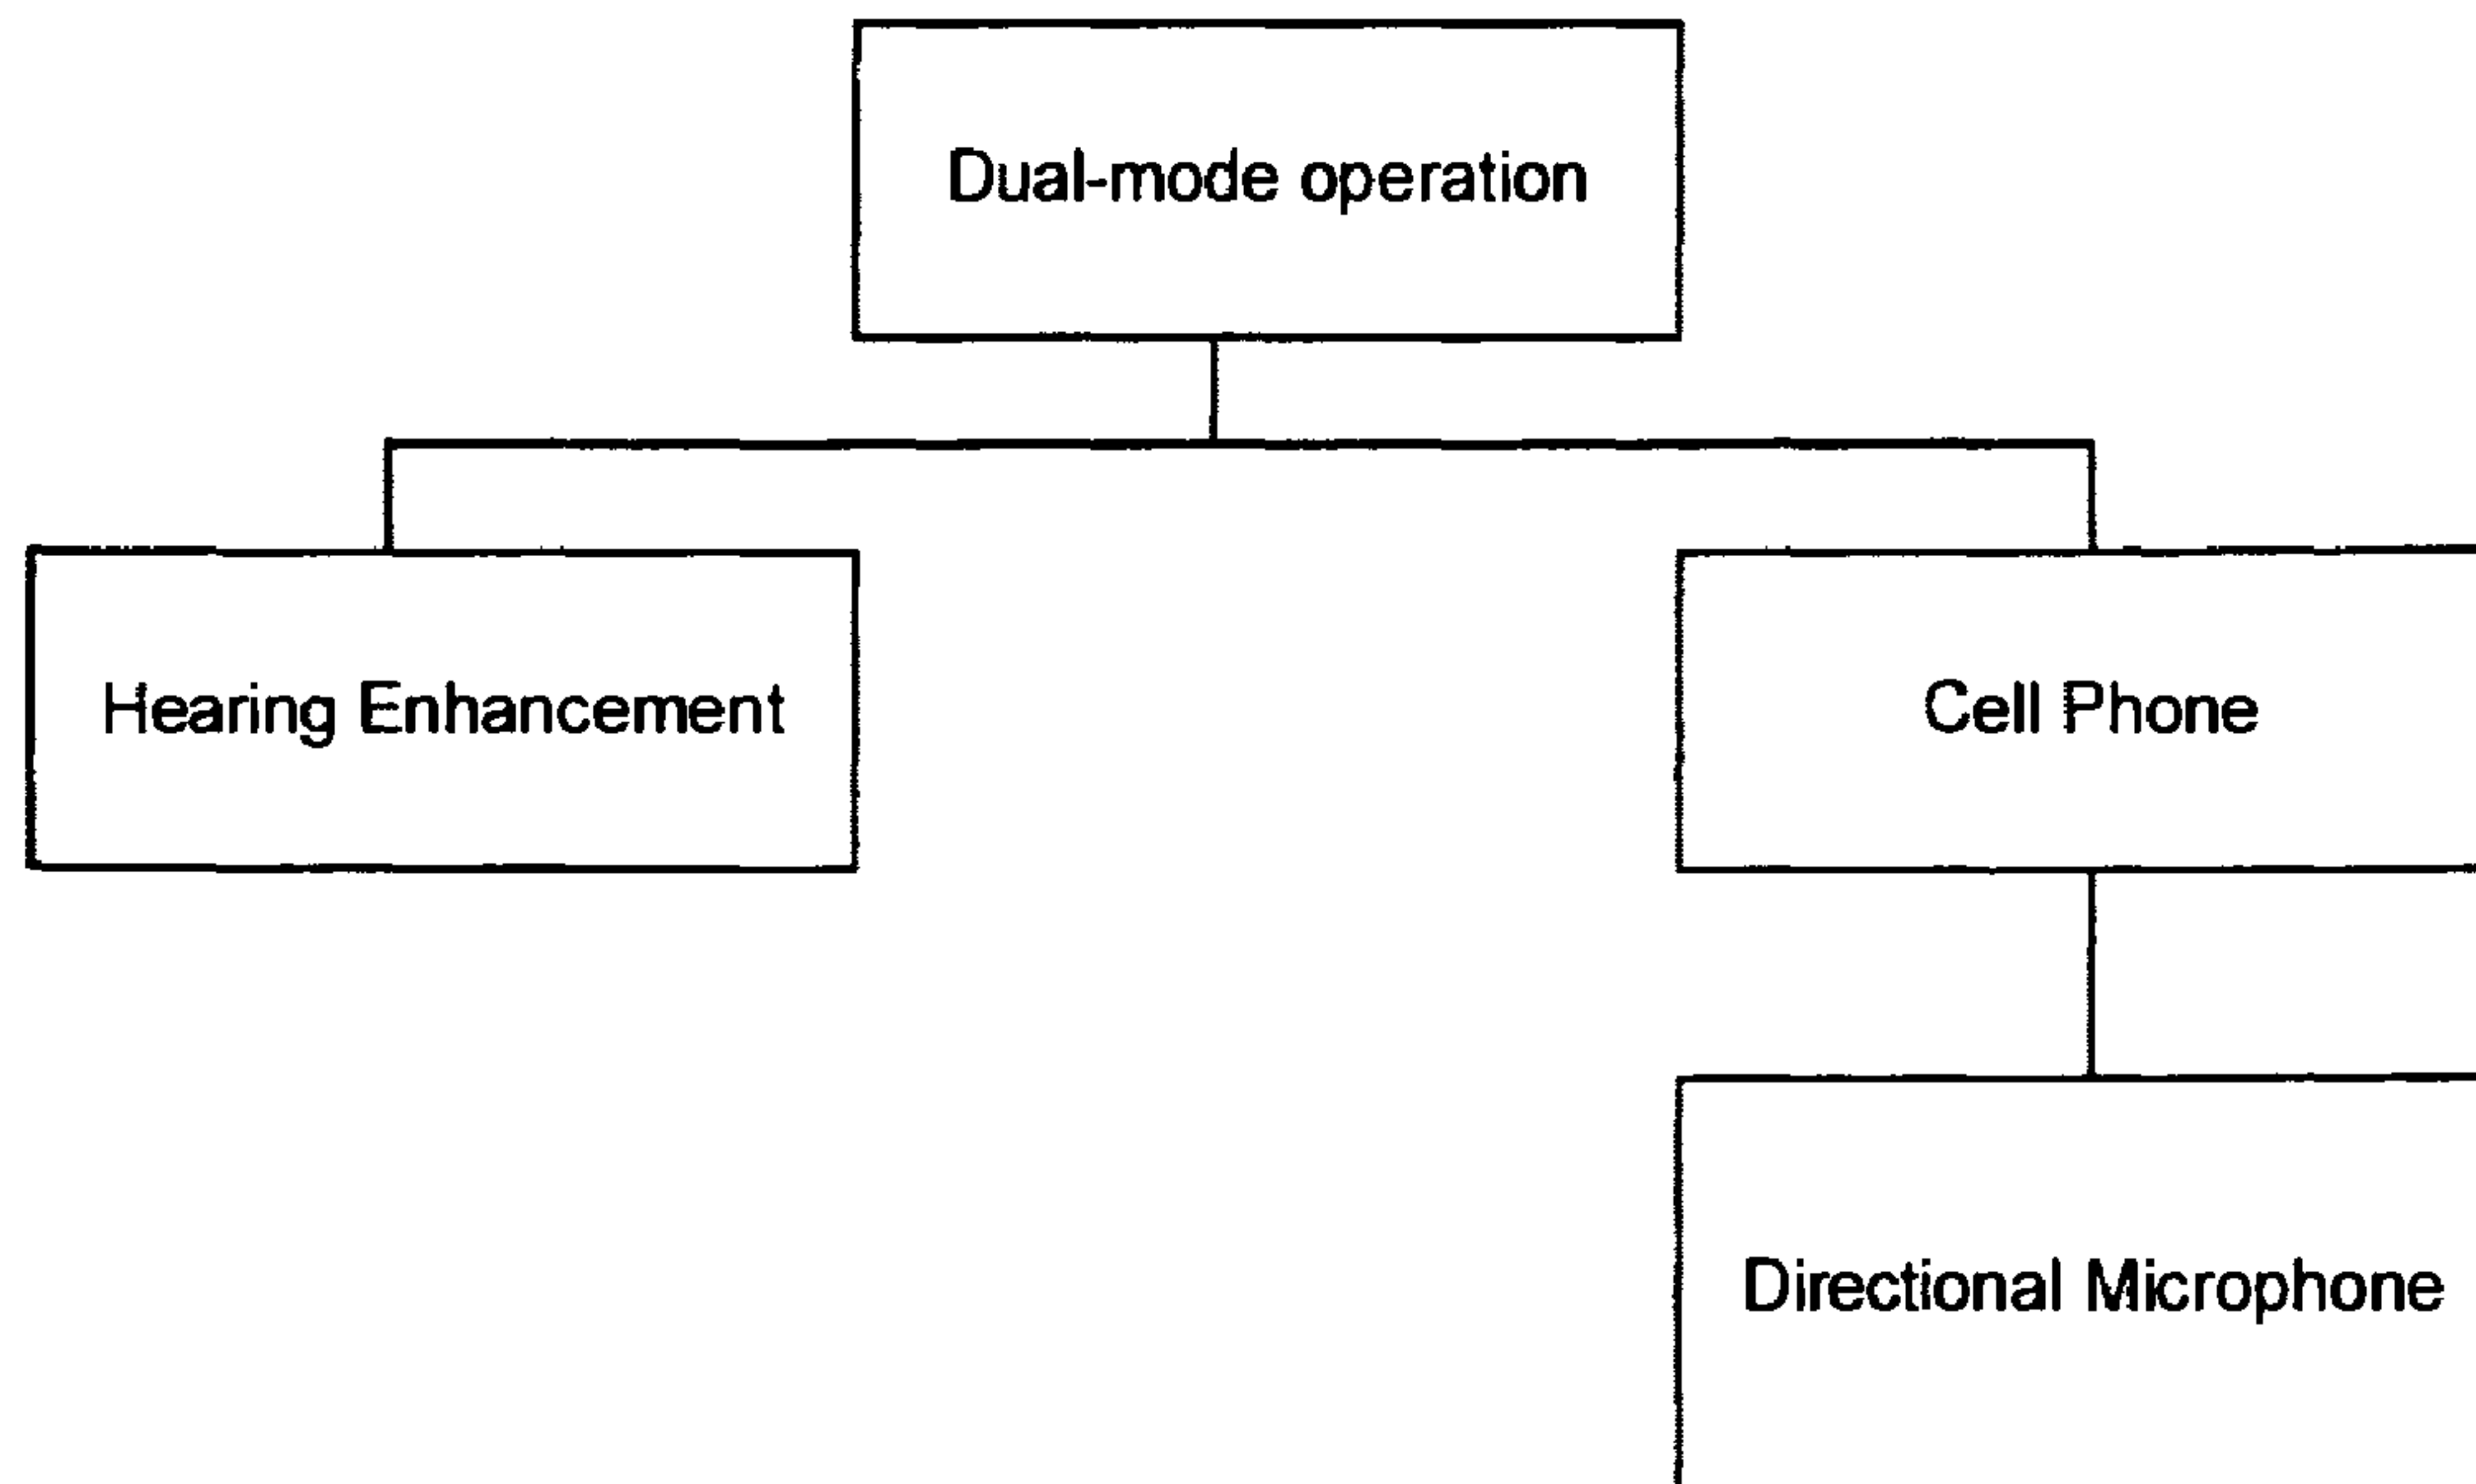 Dual-mode operation
Hearing Enhancement
Cell Phone
Directional Microphone